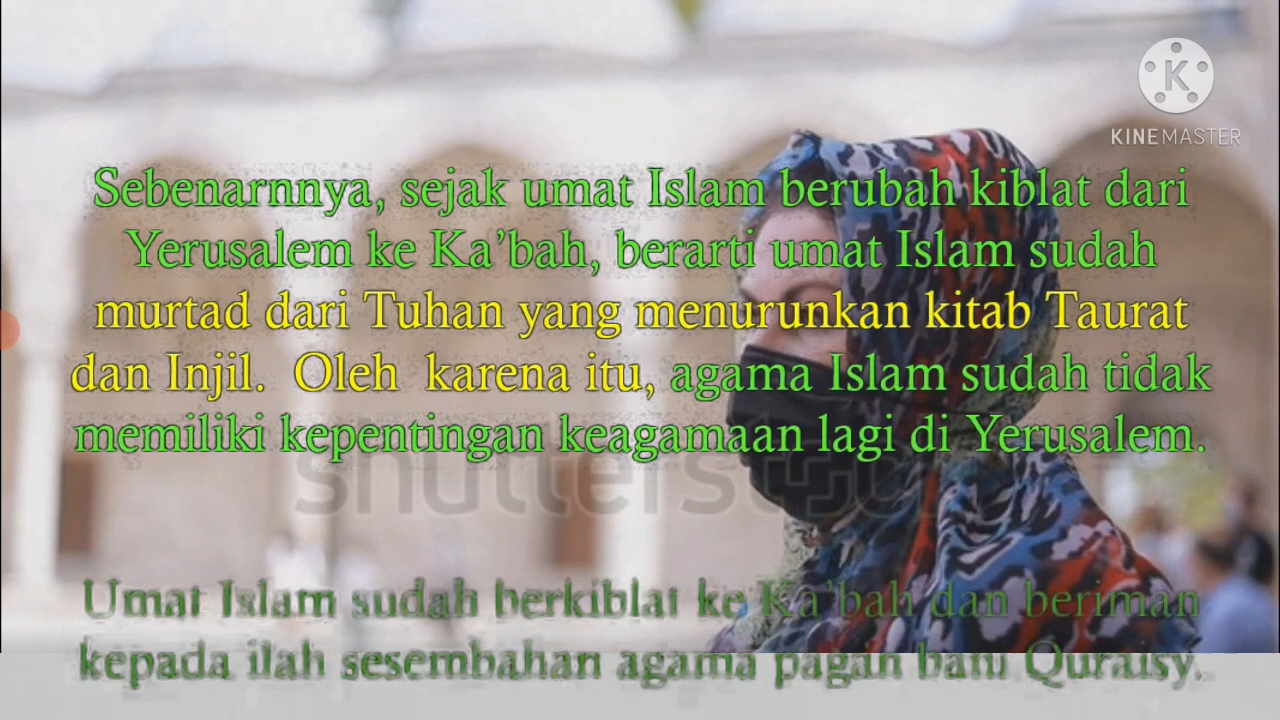 KINEMASTER
Sebenarnnya, sejak umat Islam berubah kiblat dari
Yerusalem ke Ka'bah, berarti umat Islam sudah
murtad dari Tuhan yang menurunkan kitab Taurat
dan Injil. Oleh karena itu, agama Islam sudah tidak
memiliki kepentingan keagamaan lagi di Yerusalem.
shutterstock
Umat Islam sudah berkiblat ke Ka'bah dan beriman
kepada ilah sesembahan agama pagan bani Quraisy.